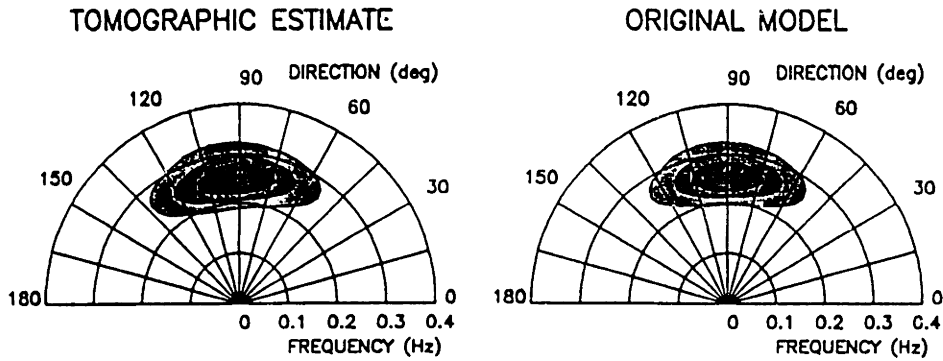 TOMOGRAPHIC ESTIMATE
90 DIRECTION (deg)
120 60
150 30
180 0
0 0.1 0.2 0.3 0.4
FREQUENCY (Hz)
ORIGINAL MODEL
90 DIRECTION (deg)
120 60
150 30
180 0
0 0.1 0.2 0.3 0.4
FREQUENCY (Hz)